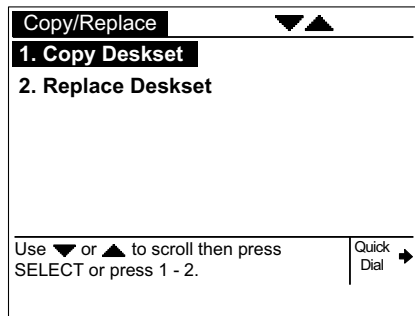 Copy/Replace ▼▲
1. Copy Deskset
2. Replace Deskset
Use ▼ or ▲ to scroll then press
SELECT or press 1 - 2.
Quick
Dial